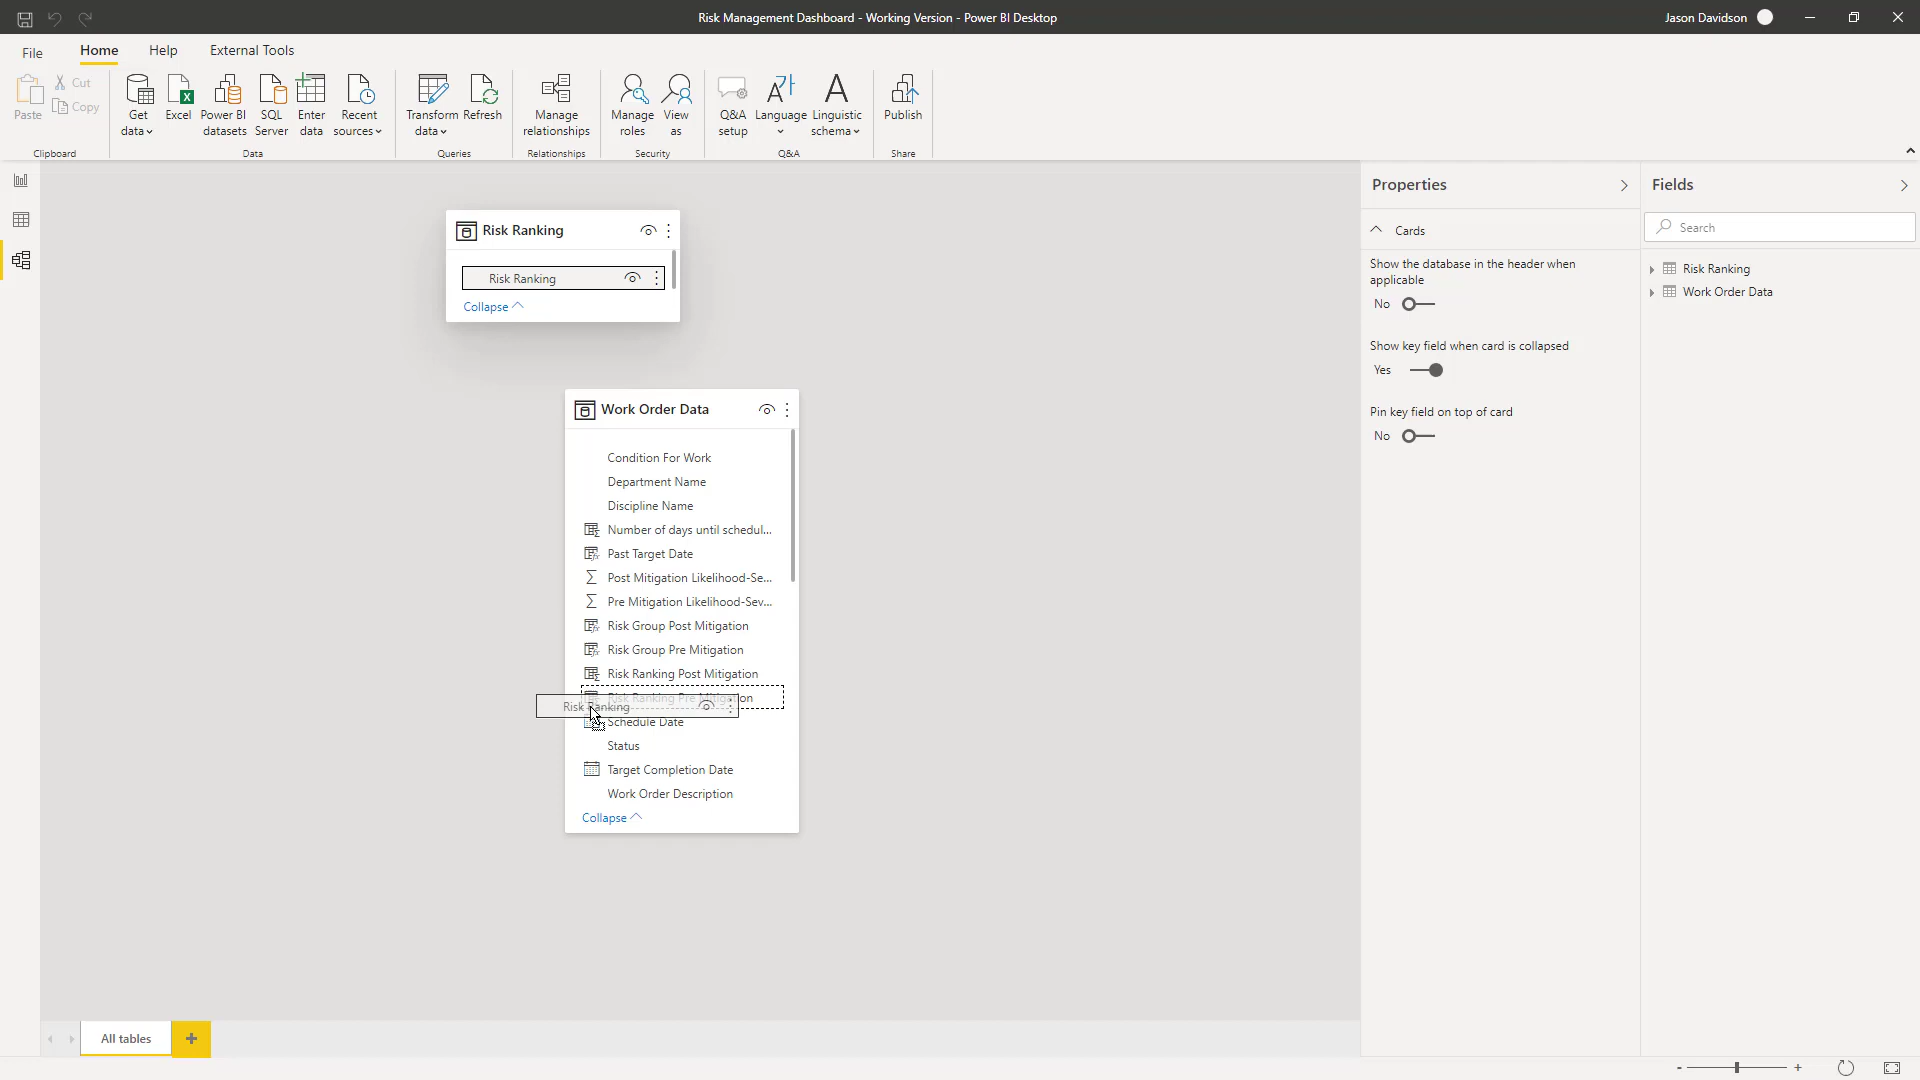 Risk Management Dashboard - Working Version - Power BI Desktop
Jason Davidson
File
Home
Help
External Tools
Paste
Cut
Copy
Clipboard
Get data
Excel
Power BI datasets
SQL Server
Enter data
Recent sources
Data
Transform data
Refresh
Queries
Manage relationships
Relationships
Manage roles
View as
Security
Q&A setup
Language
Linguistic schema
Q&A
Publish
Share
Risk Ranking
Risk Ranking
Collapse
Work Order Data
Condition For Work
Department Name
Discipline Name
Number of days until schedul...
Past Target Date
Post Mitigation Likelihood-Se...
Pre Mitigation Likelihood-Sev...
Risk Group Post Mitigation
Risk Group Pre Mitigation
Risk Ranking Post Mitigation
Risk Ranking Pre Mitigation
Risk Ranking
Schedule Date
Status
Target Completion Date
Work Order Description
Collapse
Properties
Cards
Show the database in the header when
applicable
No
Show key field when card is collapsed
Yes
Pin key field on top of card
No
Fields
Search
Risk Ranking
Work Order Data
All tables